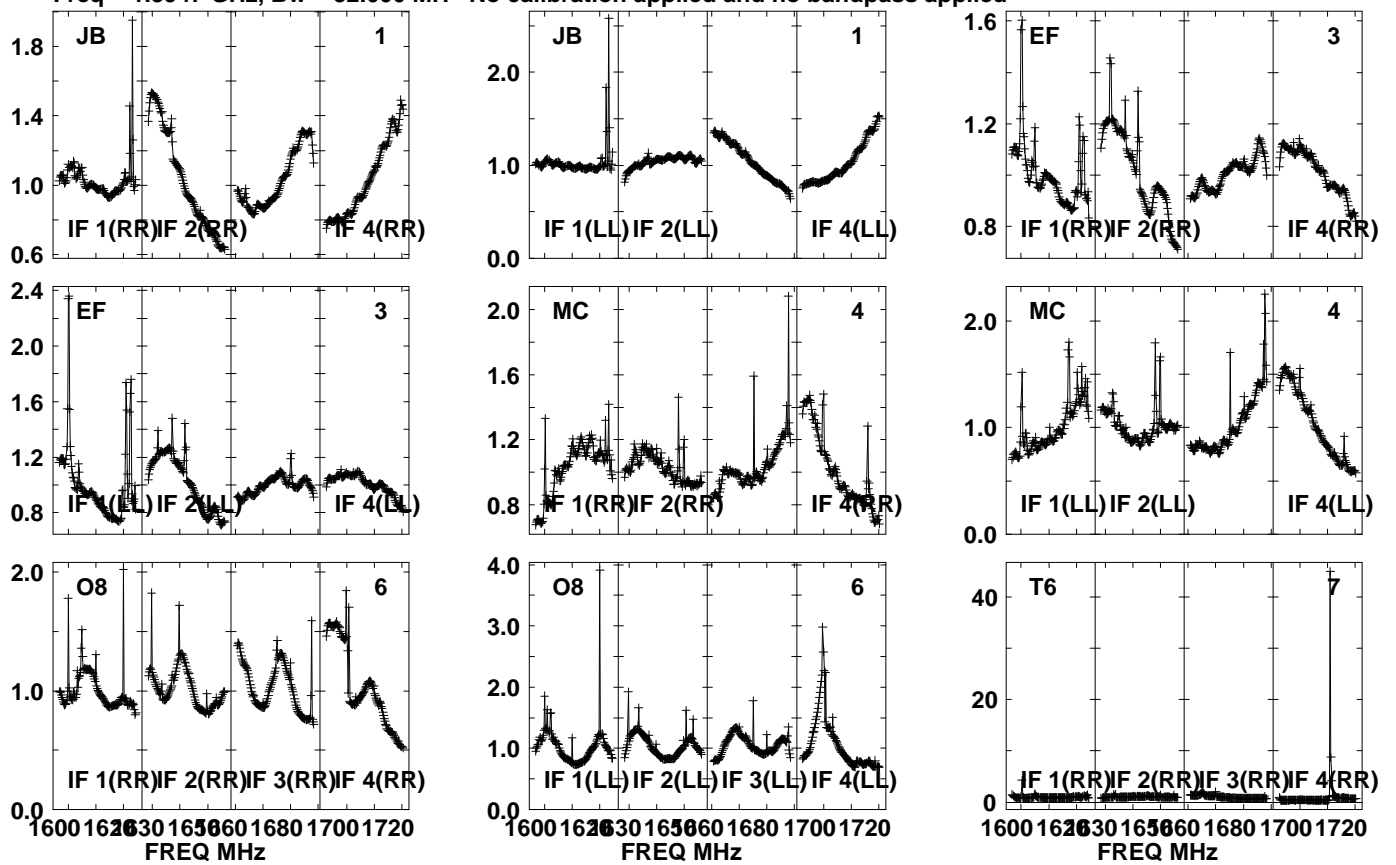 Freq = GHz, Bw = MH No calibration applied and no bandpass applied
JB 1
1.8
1.4
1.0
0.6
IF 1(RR) IF 2(RR) IF 4(RR)
JB 1
2.0
1.0
0.0
IF 1(LL) IF 2(LL) IF 4(LL)
EF 3
1.6
1.2
0.8
IF 1(RR) IF 2(RR) IF 4(RR)
EF 3
2.4
2.0
1.6
1.2
0.8
IF 1(LL) IF 2(LL) IF 4(LL)
MC 4
2.0
1.6
1.2
0.8
IF 1(RR) IF 2(RR) IF 4(RR)
MC 4
2.0
1.0
0.0
IF 1(LL) IF 2(LL) IF 4(LL)
O8 6
2.0
1.0
0.0
IF 1(RR) IF 2(RR) IF 3(RR) IF 4(RR)
1600 1620 1630 1650 1660 1680 1700 1720
FREQ MHz
O8 6
4.0
3.0
2.0
1.0
0.0
IF 1(LL) IF 2(LL) IF 3(LL) IF 4(LL)
T6 7
40
20
0
IF 1(RR) IF 2(RR) IF 3(RR) IF 4(RR)
1600 1620 1630 1650 1660 1680 1700 1720
FREQ MHz